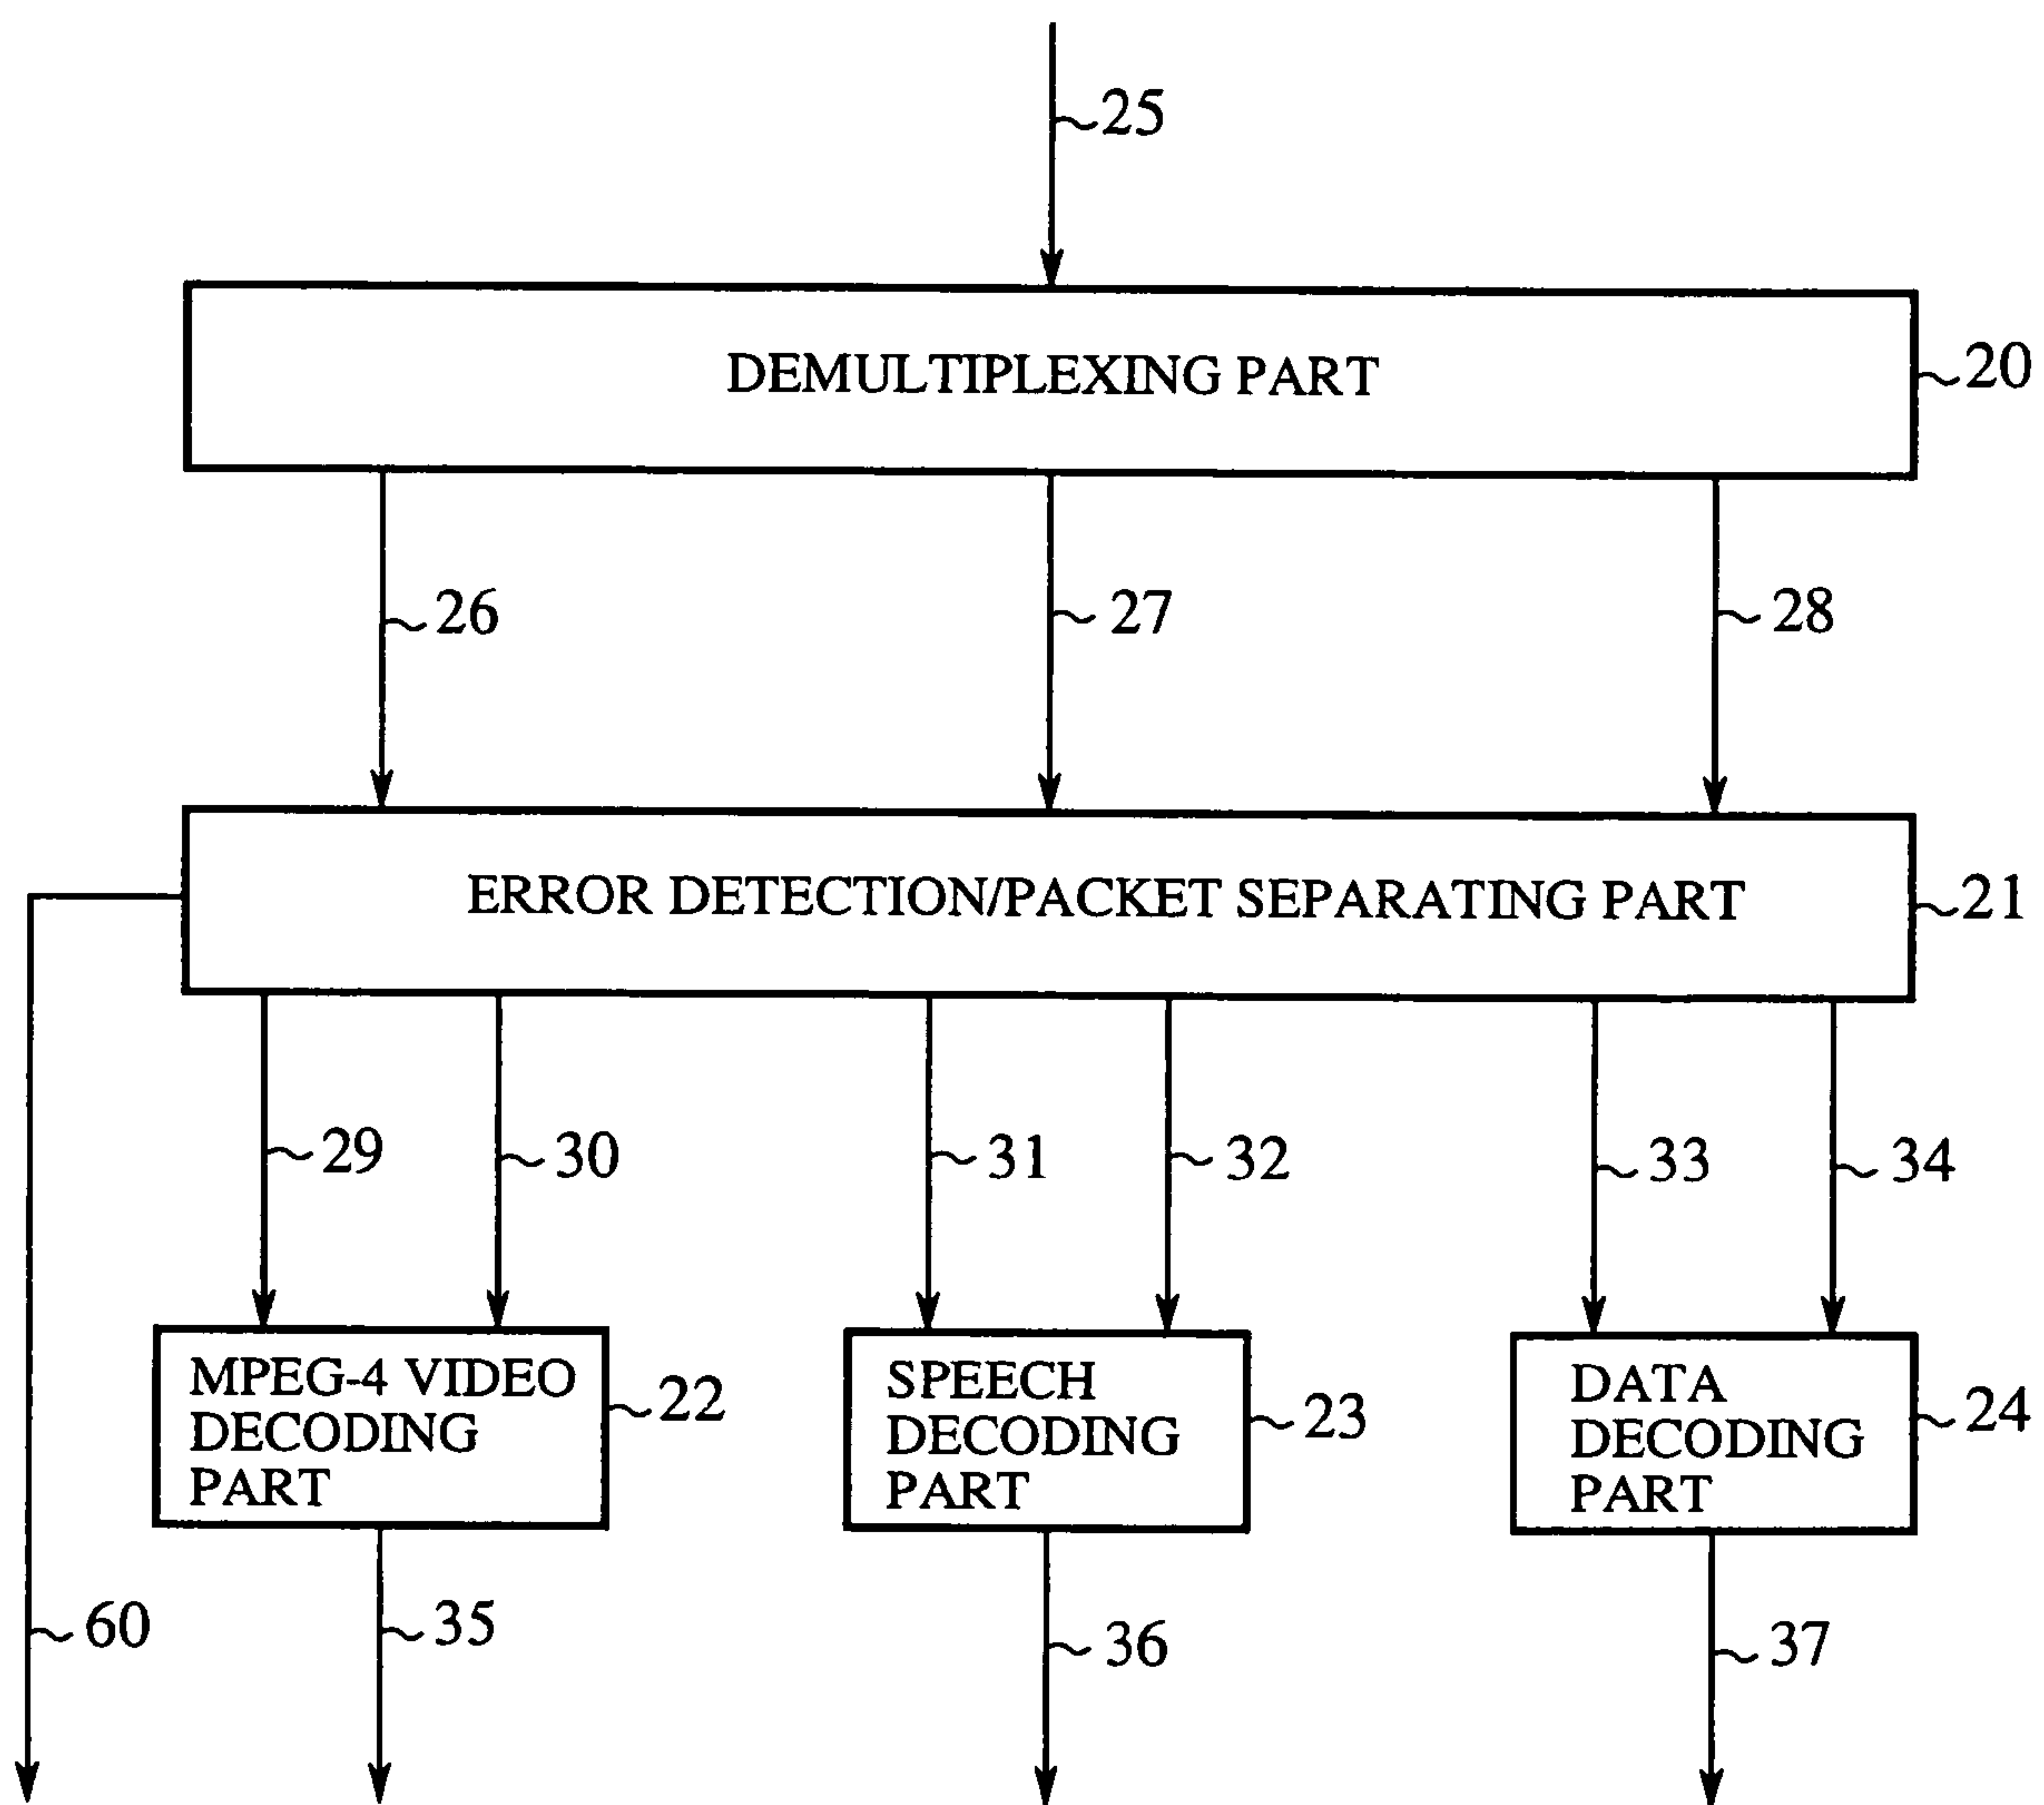 25
DEMULTIPLEXING PART
20
26
27
28
ERROR DETECTION/PACKET SEPARATING PART
21
29
30
31
32
33
34
MPEG-4 VIDEO
DECODING
PART
22
SPEECH
DECODING
PART
23
DATA
DECODING
PART
24
60
35
36
37